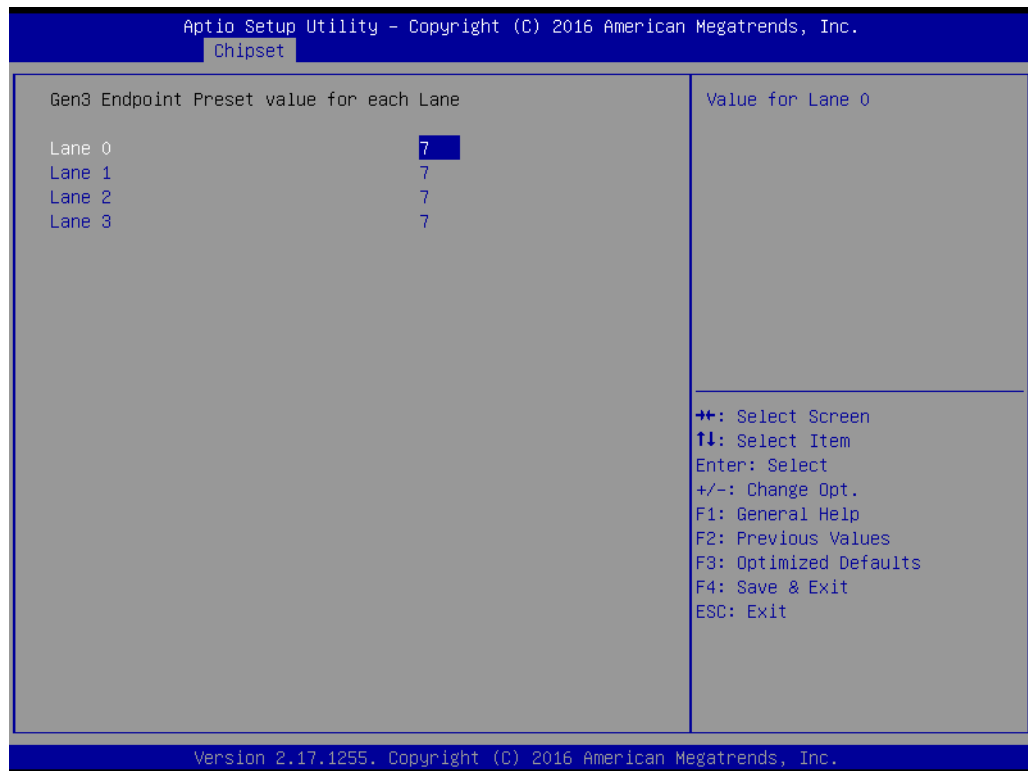 Aptio Setup Utility – Copyright (C) 2016 American Megatrends, Inc.
Chipset
Gen3 Endpoint Preset value for each Lane
Lane 0 7
Lane 1 7
Lane 2 7
Lane 3 7
Value for Lane 0
→←: Select Screen
↑↓: Select Item
Enter: Select
+/-: Change Opt.
F1: General Help
F2: Previous Values
F3: Optimized Defaults
F4: Save & Exit
ESC: Exit
Version 2.17.1255. Copyright (C) 2016 American Megatrends, Inc.